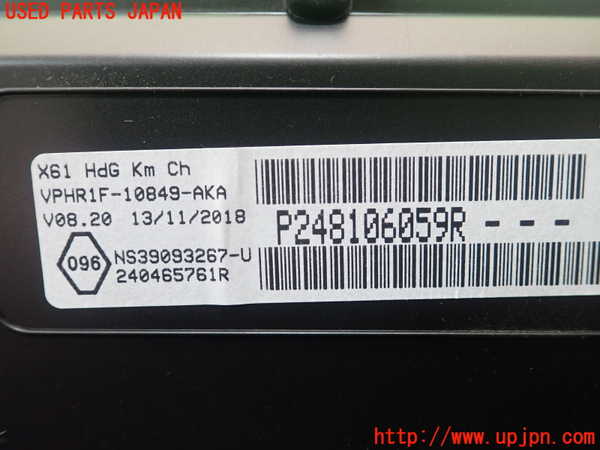 USED PARTS JAPAN
X61 HdG Km Ch
VPHR1F-10849-AKA
V08.20 13/11/2018
P248106059R - - -
096
NS39093267-U
240465761R
http://www.upjpn.com/